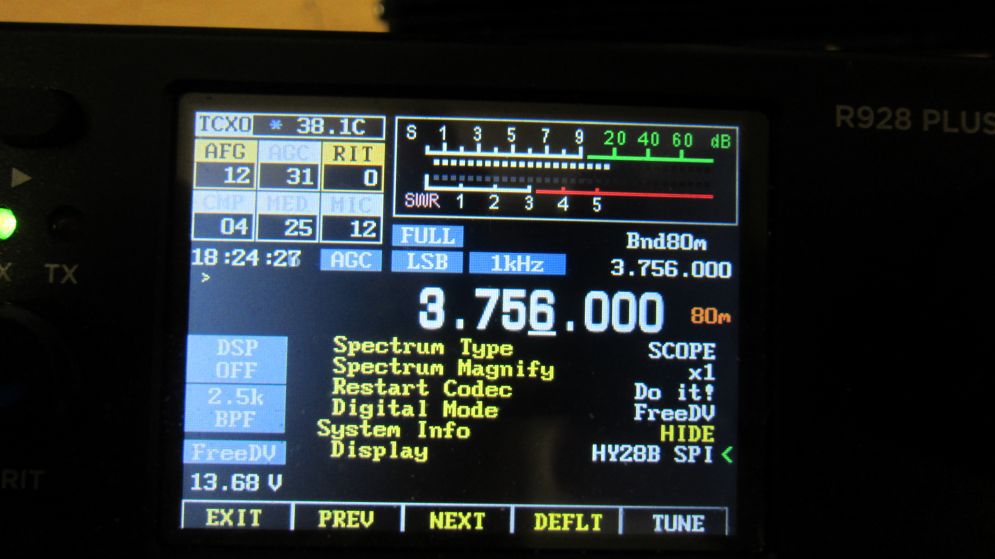 R928 PLUS
TCXO * 38.1C
AFG AGC RIT
12 31 0
CMP MED MIC
04 25 12
S 1 3 5 7 9 20 40 60 dB
SWR 1 2 3 4 5
FULL Bnd80m
18:24:27 AGC LSB 1kHz 3.756.000
>
TX
3.756.000 80m
DSP
OFF
2.5k
BPF
FreeDV
13.68 V
Spectrum Type SCOPE
Spectrum Magnify x1
Restart Codec Do it!
Digital Mode FreeDV
System Info HIDE
Display HY28B SPI <
RIT
EXIT PREV NEXT DEFLT TUNE